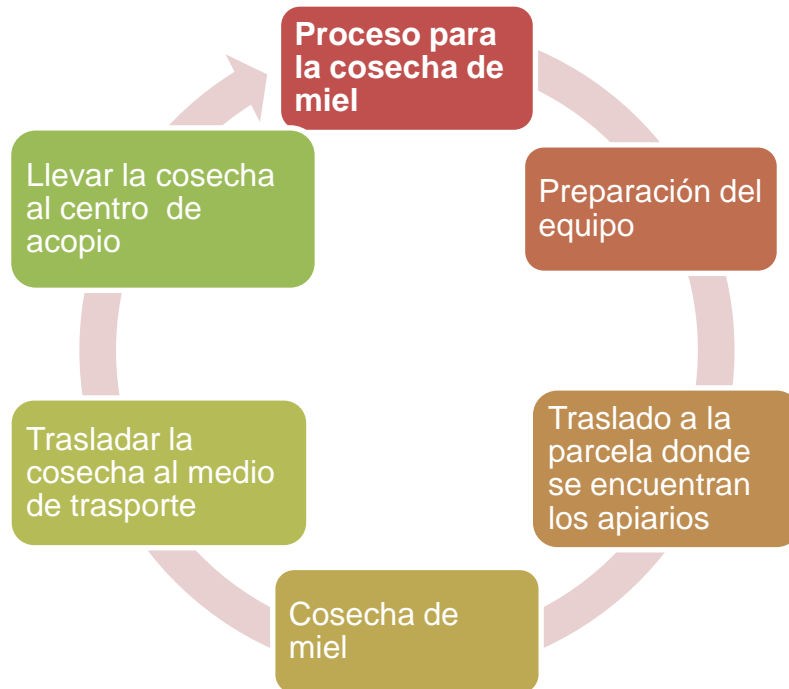 Proceso para
la cosecha de
miel
Preparación del
equipo
Traslado a la
parcela donde
se encuentran
los apiarios
Cosecha de
miel
Trasladar la
cosecha al medio
de trasporte
Llevar la cosecha
al centro de
acopio